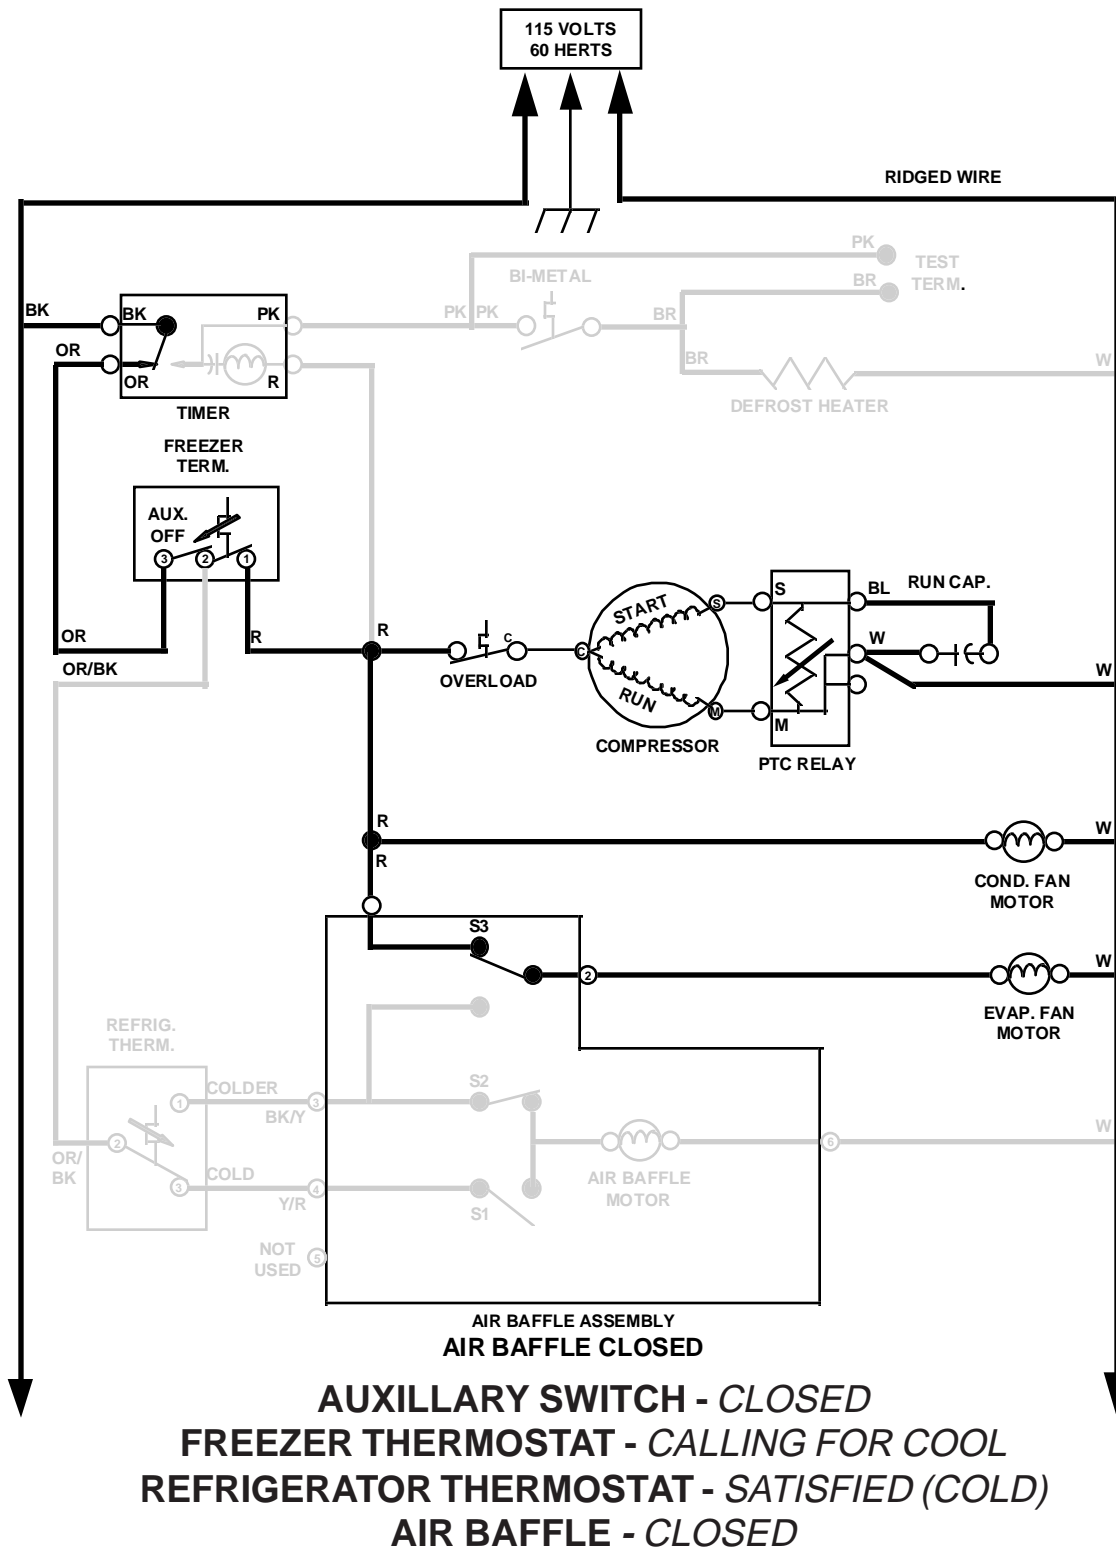 115 VOLTS
60 HERTS
RIDGED WIRE
PK
TEST
TERM.
BR
BI-METAL
PK PK
BR
BR
W
DEFROST HEATER
BK
BK
PK
OR
OR
R
TIMER
FREEZER
TERM.
AUX.
OFF
3
2
1
OR
R
R
OR/BK
OVERLOAD
C
C
START
RUN
S
M
COMPRESSOR
S
M
PTC RELAY
BL
RUN CAP.
W
W
R
R
W
COND. FAN
MOTOR
S3
2
W
EVAP. FAN
MOTOR
REFRIG.
THERM.
1
COLDER
3
BK/Y
S2
2
OR/
BK
3
COLD
4
Y/R
S1
AIR BAFFLE
MOTOR
6
W
NOT
USED
5
AIR BAFFLE ASSEMBLY
AIR BAFFLE CLOSED
AUXILLARY SWITCH - CLOSED
FREEZER THERMOSTAT - CALLING FOR COOL
REFRIGERATOR THERMOSTAT - SATISFIED (COLD)
AIR BAFFLE - CLOSED